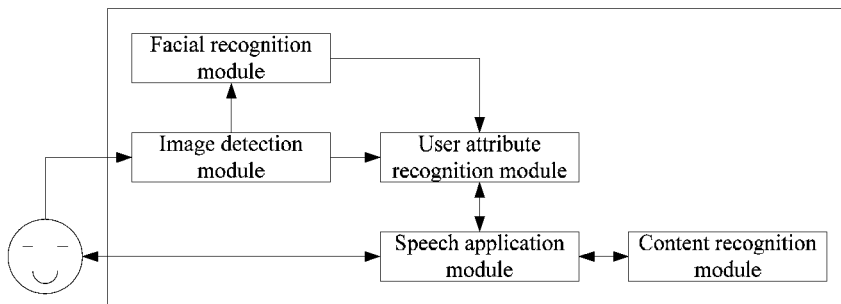 Facial recognition
module
Image detection
module
User attribute
recognition module
Speech application
module
Content recognition
module